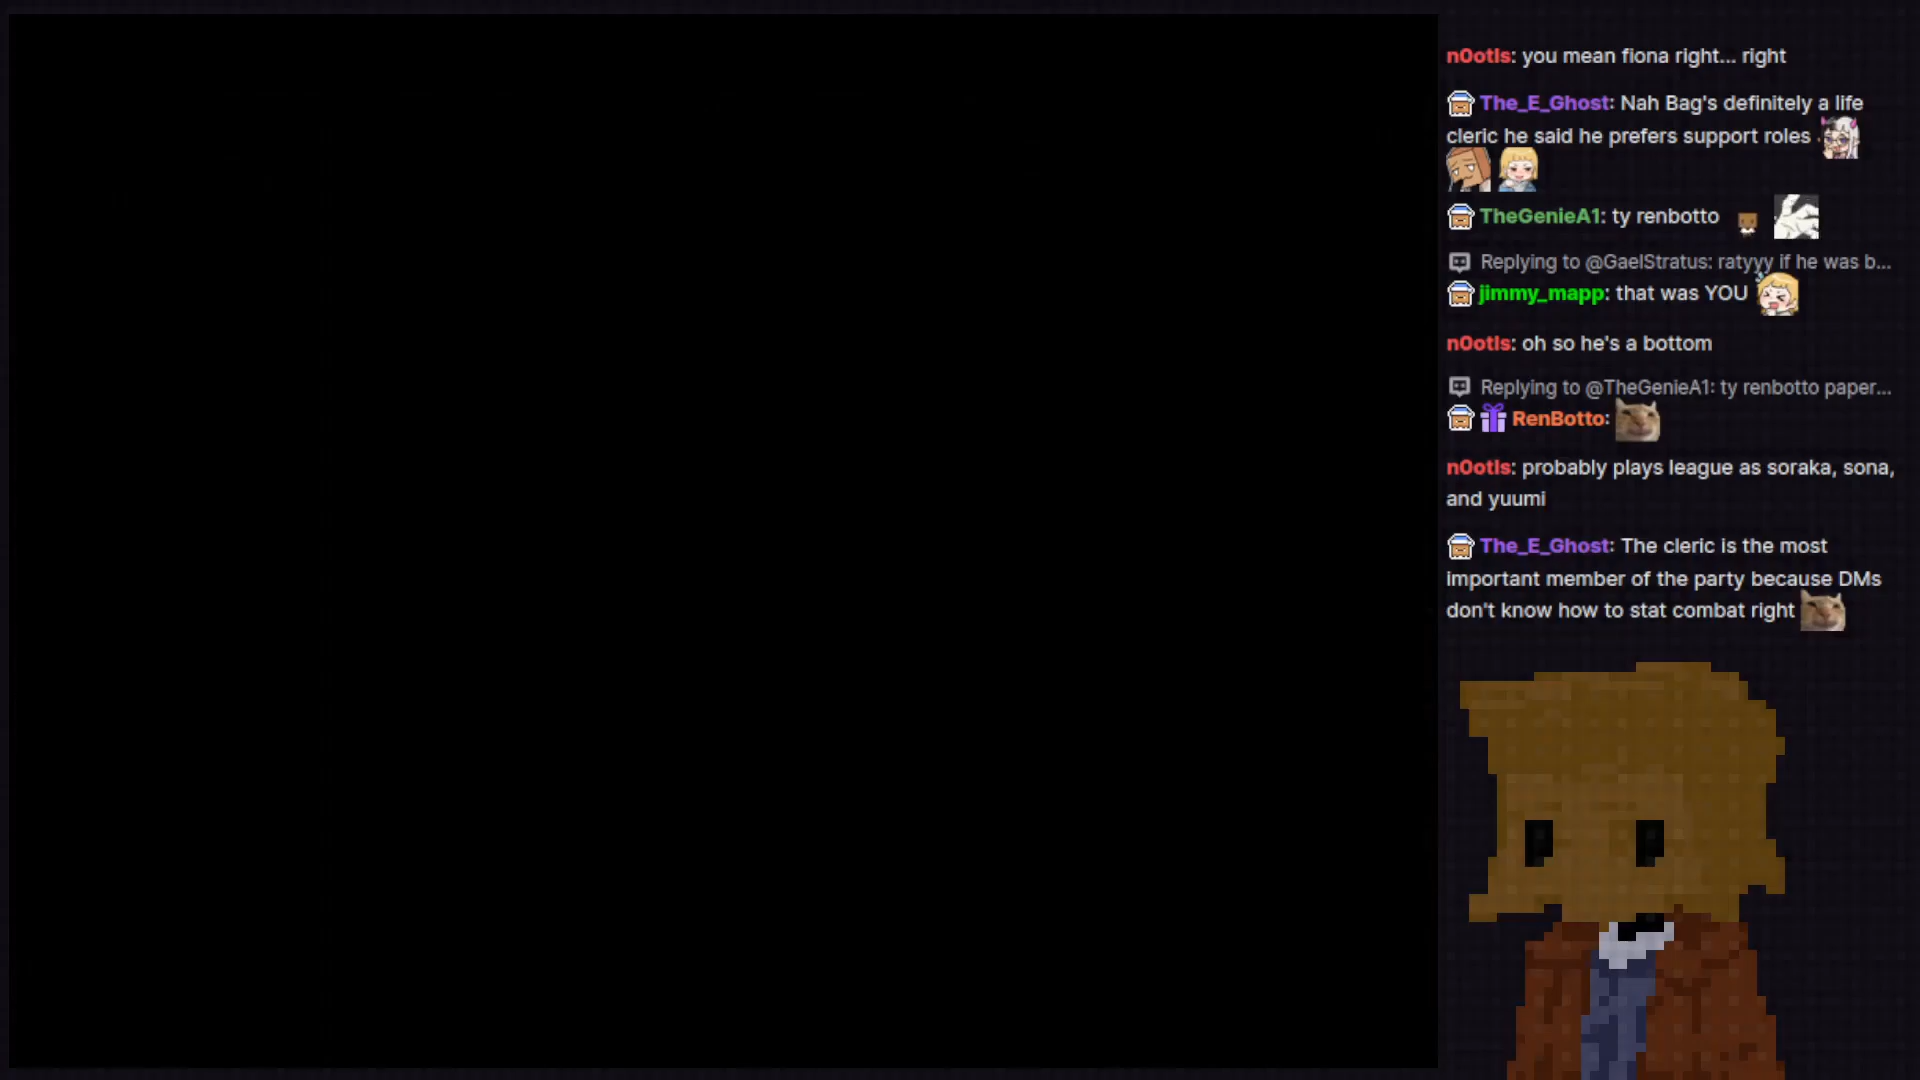 n0otls: you mean fiona right... right
The_E_Ghost: Nah Bag's definitely a life
cleric he said he prefers support roles
TheGenieA1: ty renbotto
Replying to @GaelStratus: ratyyy if he was b...
jimmy_mapp: that was YOU
n0otls: oh so he's a bottom
Replying to @TheGenieA1: ty renbotto paper...
RenBotto:
n0otls: probably plays league as soraka, sona,
and yuumi
The_E_Ghost: The cleric is the most
important member of the party because DMs
don't know how to stat combat right